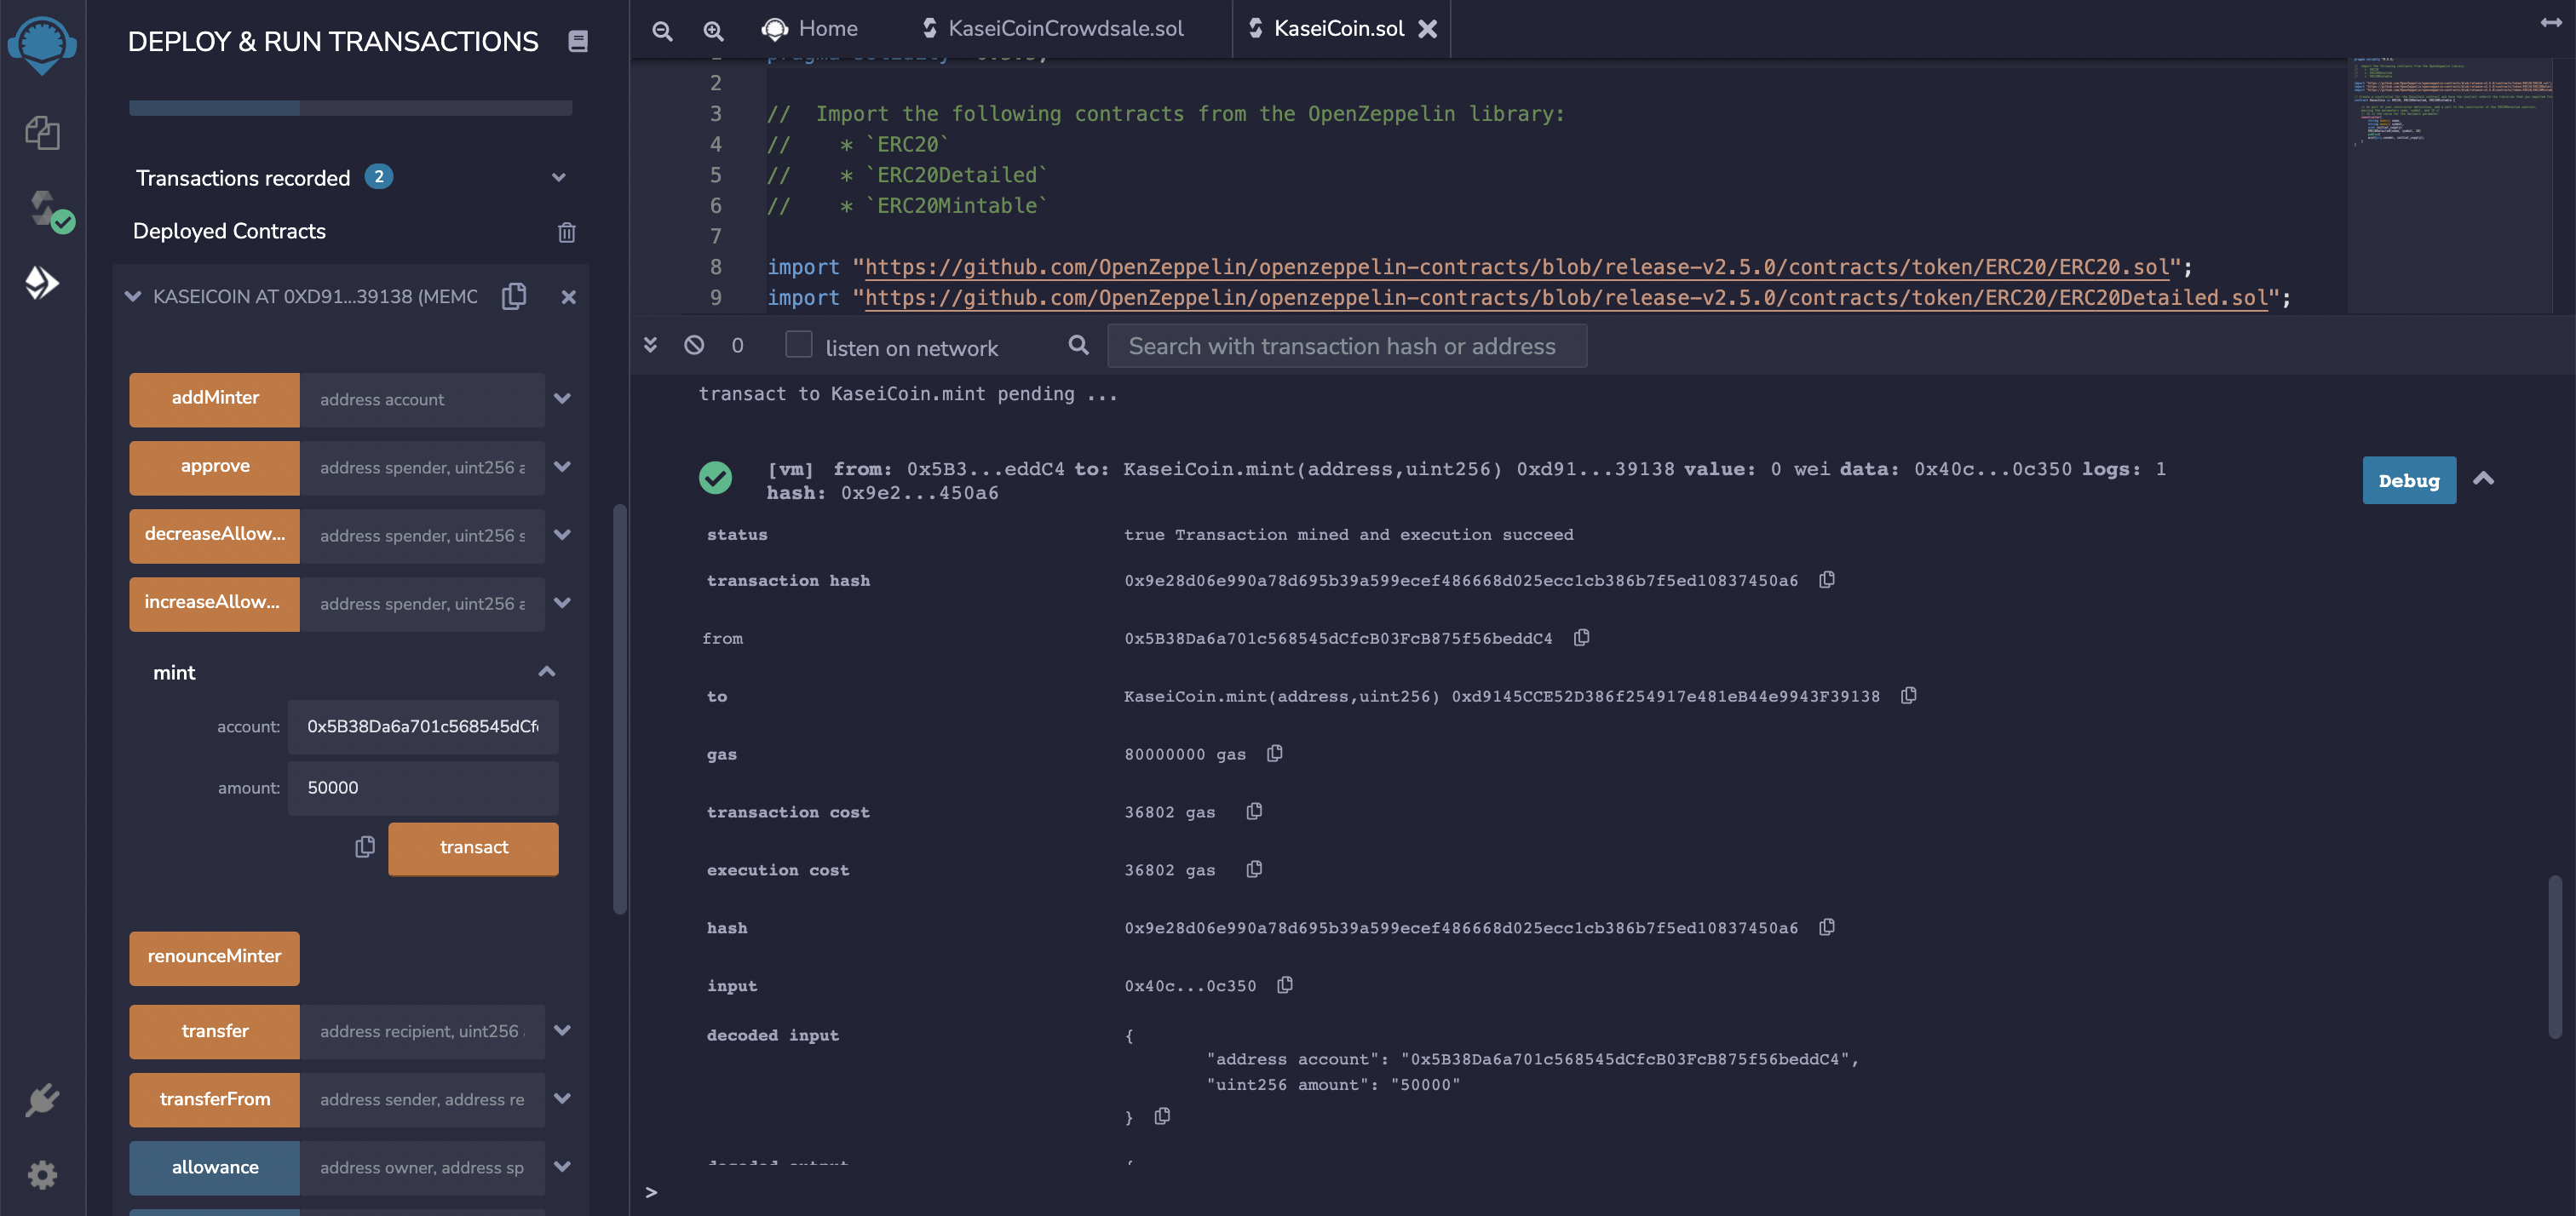 DEPLOY & RUN TRANSACTIONS
Transactions recorded 2
Deployed Contracts
KASEICOIN AT 0XD91...39138 (MEMC
addMinter address account
approve address spender, uint256 a
decreaseAllow... address spender, uint256 s
increaseAllow... address spender, uint256 a
mint
account: 0x5B38Da6a701c568545dCf
amount: 50000
transact
renounceMinter
transfer address recipient, uint256
transferFrom address sender, address re
allowance address owner, address sp
Home KaseiCoinCrowdsale.sol KaseiCoin.sol
2
3 // Import the following contracts from the OpenZeppelin library:
4 // * `ERC20`
5 // * `ERC20Detailed`
6 // * `ERC20Mintable`
7
8 import "https://github.com/OpenZeppelin/openzeppelin-contracts/blob/release-v2.5.0/contracts/token/ERC20/ERC20.sol";
9 import "https://github.com/OpenZeppelin/openzeppelin-contracts/blob/release-v2.5.0/contracts/token/ERC20/ERC20Detailed.sol";
0 listen on network Search with transaction hash or address
transact to KaseiCoin.mint pending ...
[vm] from: 0x5B3...eddC4 to: KaseiCoin.mint(address,uint256) 0xd91...39138 value: 0 wei data: 0x40c...0c350 logs: 1
hash: 0x9e2...450a6
Debug
status true Transaction mined and execution succeed
transaction hash 0x9e28d06e990a78d695b39a599ecef486668d025ecc1cb386b7f5ed10837450a6
from 0x5B38Da6a701c568545dCfcB03FcB875f56beddC4
to KaseiCoin.mint(address,uint256) 0xd9145CCE52D386f254917e481eB44e9943F39138
gas 80000000 gas
transaction cost 36802 gas
execution cost 36802 gas
hash 0x9e28d06e990a78d695b39a599ecef486668d025ecc1cb386b7f5ed10837450a6
input 0x40c...0c350
decoded input {
"address account": "0x5B38Da6a701c568545dCfcB03FcB875f56beddC4",
"uint256 amount": "50000"
}
>